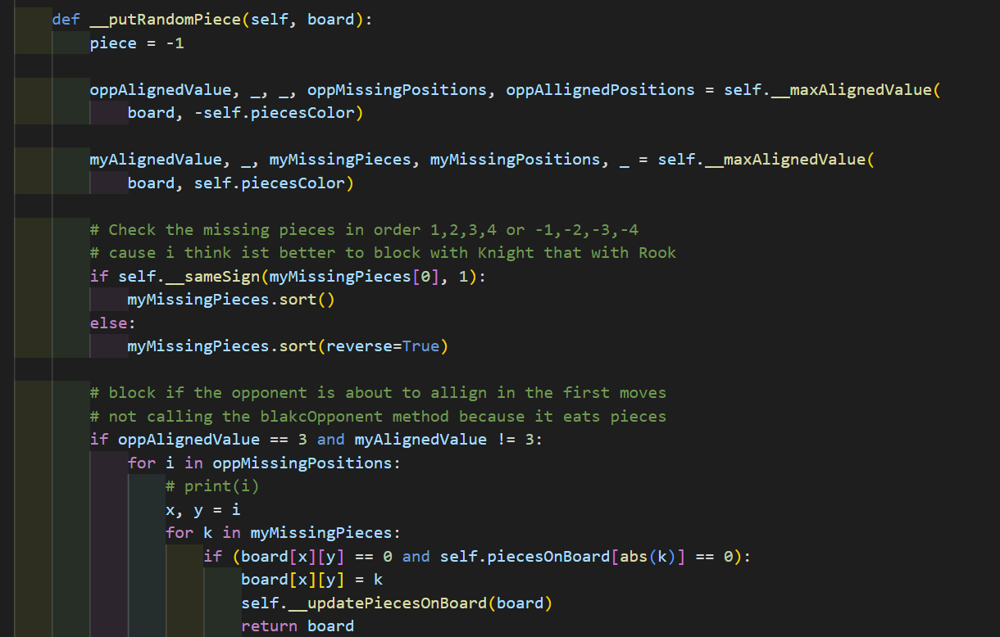 def __putRandomPiece(self, board):
piece = -1
oppAlignedValue, _, _, oppMissingPositions, oppAllignedPositions = self.__maxAlignedValue(
board, -self.piecesColor)
myAlignedValue, _, myMissingPieces, myMissingPositions, _ = self.__maxAlignedValue(
board, self.piecesColor)
# Check the missing pieces in order 1,2,3,4 or -1,-2,-3,-4
# cause i think ist better to block with Knight that with Rook
if self.__sameSign(myMissingPieces[0], 1):
myMissingPieces.sort()
else:
myMissingPieces.sort(reverse=True)
# block if the opponent is about to allign in the first moves
# not calling the blakcOpponent method because it eats pieces
if oppAlignedValue == 3 and myAlignedValue != 3:
for i in oppMissingPositions:
# print(i)
x, y = i
for k in myMissingPieces:
if (board[x][y] == 0 and self.piecesOnBoard[abs(k)] == 0):
board[x][y] = k
self.__updatePiecesOnBoard(board)
return board